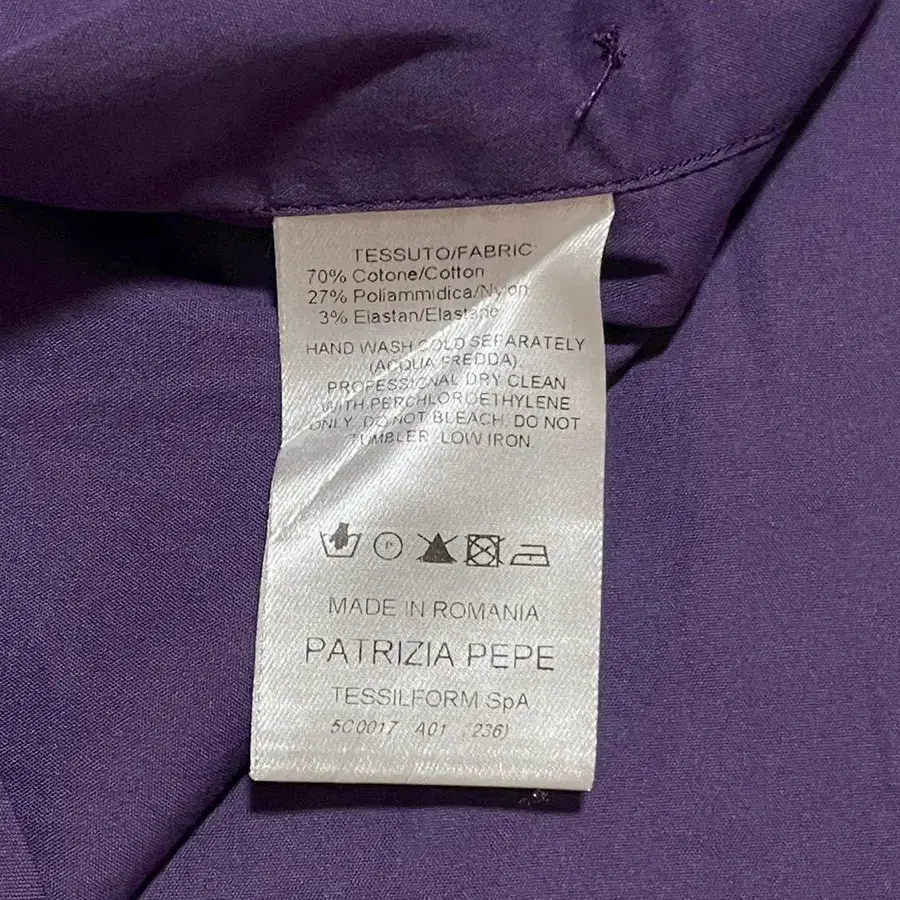 TESSUTO/FABRIC
70% Cotone/Cotton
27% Poliammidica/Nylon
3% Elastan/Elastane
HAND WASH COLD SEPARATELY
(ACQUA FREDDA).
PROFESSIONAL DRY CLEAN
WITH PERCHLOROETHYLENE
ONLY. DO NOT BLEACH. DO NOT
TUMBLER. LOW IRON.
P
MADE IN ROMANIA
PATRIZIA PEPE
TESSILFORM SpA
5C0017 A01 (236)